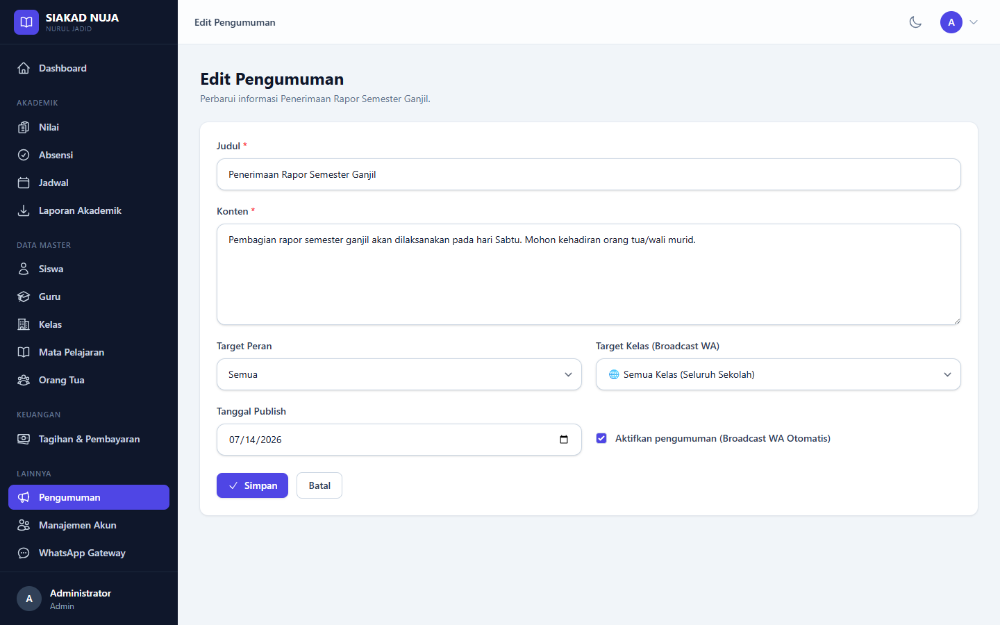 SIAKAD NUJA
NURUL JADID
Dashboard
AKADEMIK
Nilai
Absensi
Jadwal
Laporan Akademik
DATA MASTER
Siswa
Guru
Kelas
Mata Pelajaran
Orang Tua
KEUANGAN
Tagihan & Pembayaran
LAINNYA
Pengumuman
Manajemen Akun
WhatsApp Gateway
A
Administrator
Admin
Edit Pengumuman
A
Edit Pengumuman
Perbarui informasi Penerimaan Rapor Semester Ganjil.
Judul *
Penerimaan Rapor Semester Ganjil
Konten *
Pembagian rapor semester ganjil akan dilaksanakan pada hari Sabtu. Mohon kehadiran orang tua/wali murid.
Target Peran
Semua
Target Kelas (Broadcast WA)
🌐 Semua Kelas (Seluruh Sekolah)
Tanggal Publish
07/14/2026
Aktifkan pengumuman (Broadcast WA Otomatis)
Simpan
Batal